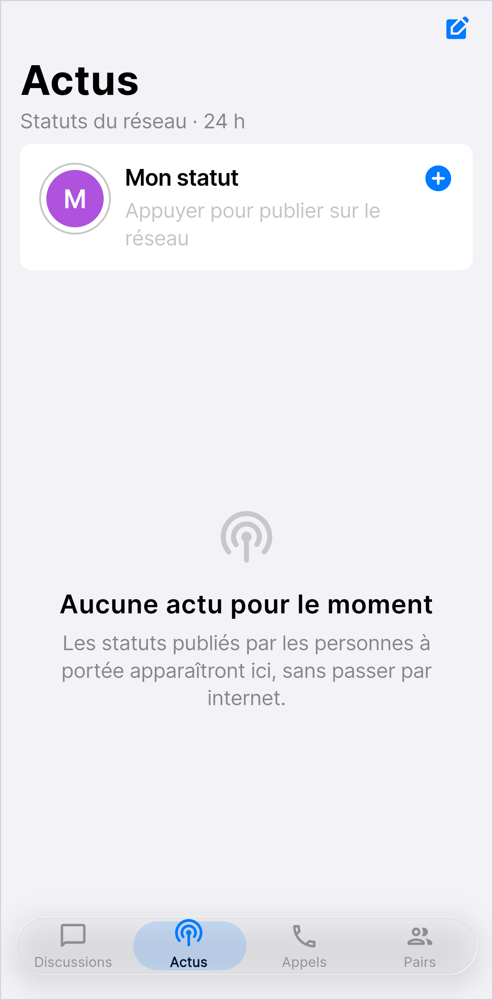 Actus
Statuts du réseau · 24 h
M
Mon statut
Appuyer pour publier sur le
réseau
Aucune actu pour le moment
Les statuts publiés par les personnes à
portée apparaîtront ici, sans passer par
internet.
Discussions
Actus
Appels
Pairs